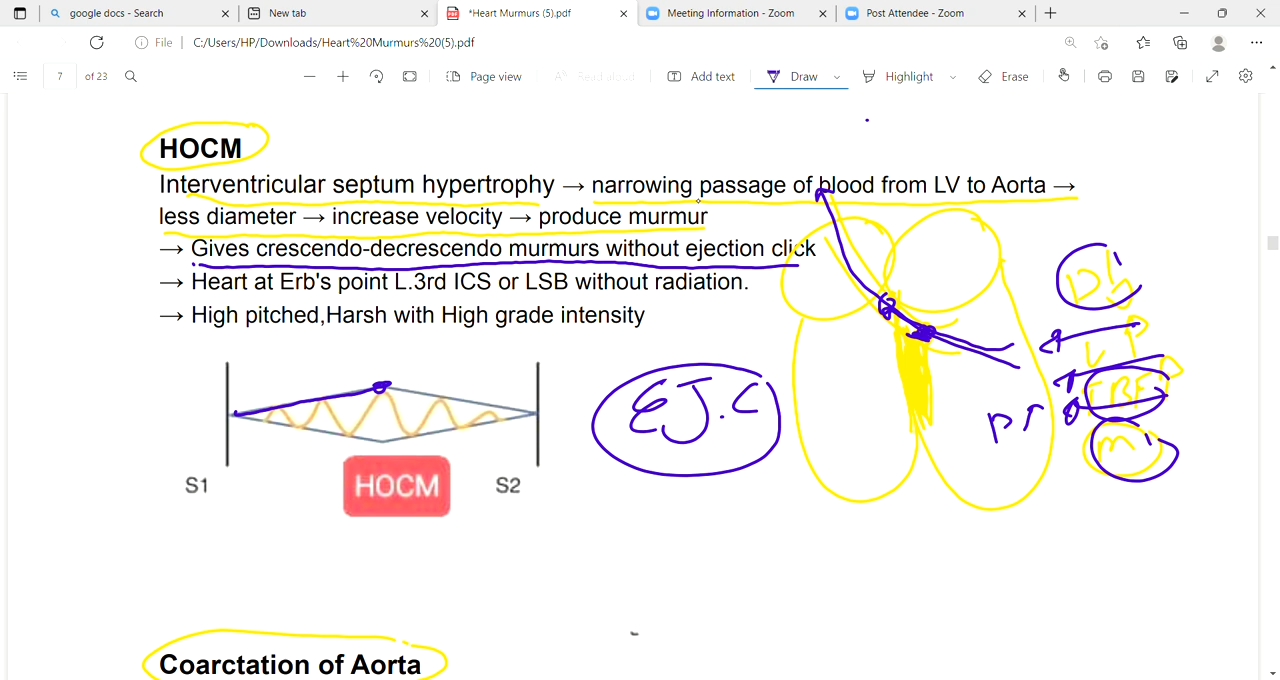 google docs - Search
New tab
*Heart Murmurs (5).pdf
Meeting Information - Zoom
Post Attendee - Zoom
File
C:/Users/HP/Downloads/Heart%20Murmurs%20(5).pdf
7 of 23
Page view
Read aloud
Add text
Draw
Highlight
Erase
HOCM
Interventricular septum hypertrophy → narrowing passage of blood from LV to Aorta →
less diameter → increase velocity → produce murmur
→ Gives crescendo-decrescendo murmurs without ejection click
→ Heart at Erb's point L.3rd ICS or LSB without radiation.
→ High pitched,Harsh with High grade intensity
EJ.C
S1
HOCM
S2
Coarctation of Aorta